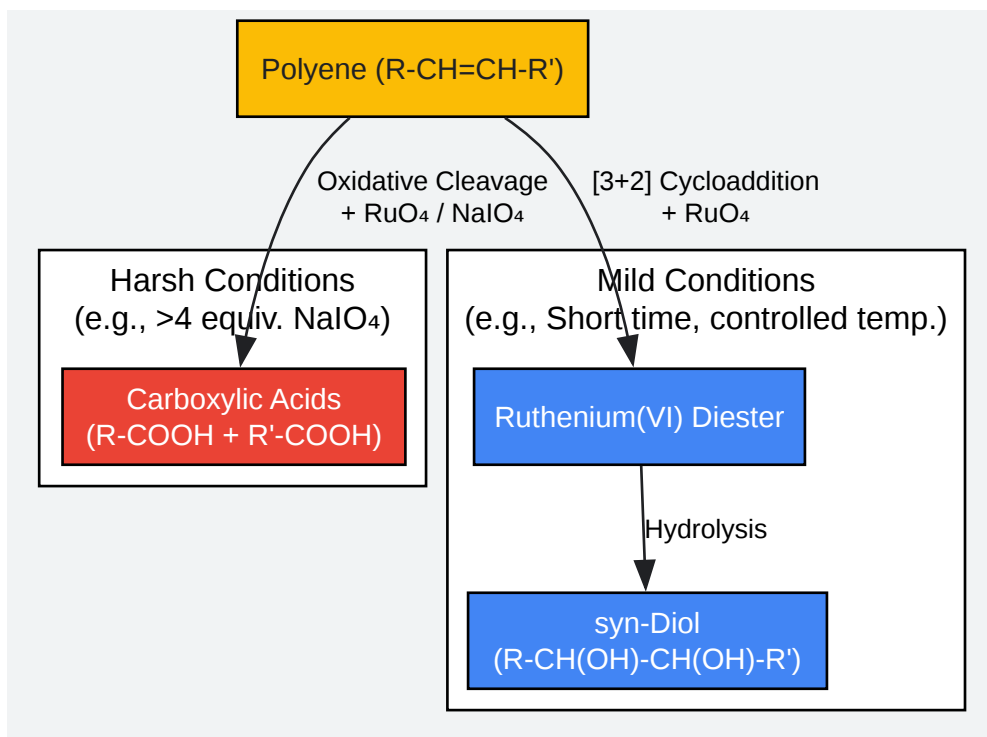 Polyene (R-CH=CH-R')
Oxidative Cleavage
+ RuO₄ / NaIO₄
[3+2] Cycloaddition
+ RuO₄
Harsh Conditions
(e.g., >4 equiv. NaIO₄)
Carboxylic Acids
(R-COOH + R'-COOH)
Mild Conditions
(e.g., Short time, controlled temp.)
Ruthenium(VI) Diester
Hydrolysis
syn-Diol
(R-CH(OH)-CH(OH)-R')